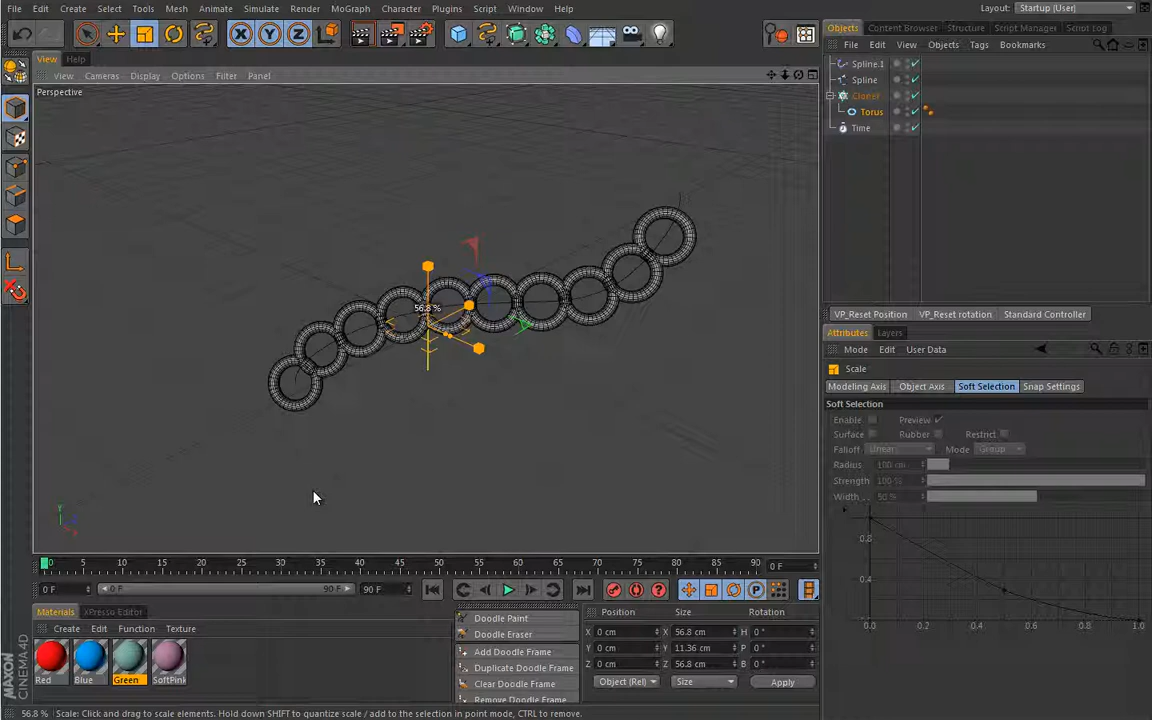 File Edit Create Select Tools Mesh Animate Simulate Render MoGraph Character Plugins Script Window Help
Layout: Startup (User)
View Help
View Cameras Display Options Filter Panel
Perspective
56.8 %
Y
Objects Content Browser Structure Script Manager Script Log
File Edit View Objects Tags Bookmarks
Spline.1
Spline
Cloner
Torus
Time
VP_Reset Position VP_Reset rotation Standard Controller
Attributes Layers
Mode Edit User Data
Scale
Modeling Axis Object Axis Soft Selection Snap Settings
Soft Selection
Enable Preview
Surface Rubber Restrict
Falloff Linear Mode Group
Radius 100 cm
Strength 100 %
Width 50 %
0.8
0.4
0.0 0.2 0.4 0.6 0.8 1.0
0 5 10 15 20 25 30 35 40 45 50 55 60 65 70 75 80 85 90
0 F
0 F 0 F 90 F 90 F
Materials XPresso Editor
Create Edit Function Texture
Red Blue Green SoftPink
Doodle Paint
Doodle Eraser
Add Doodle Frame
Duplicate Doodle Frame
Clear Doodle Frame
Remove Doodle Frame
Position Size Rotation
X 0 cm X 56.8 cm H 0 °
Y 0 cm Y 11.36 cm P 0 °
Z 0 cm Z 56.8 cm B 0 °
Object (Rel) Size Apply
MAXON
CINEMA 4D
56.8 % Scale: Click and drag to scale elements. Hold down SHIFT to quantize scale / add to the selection in point mode, CTRL to remove.